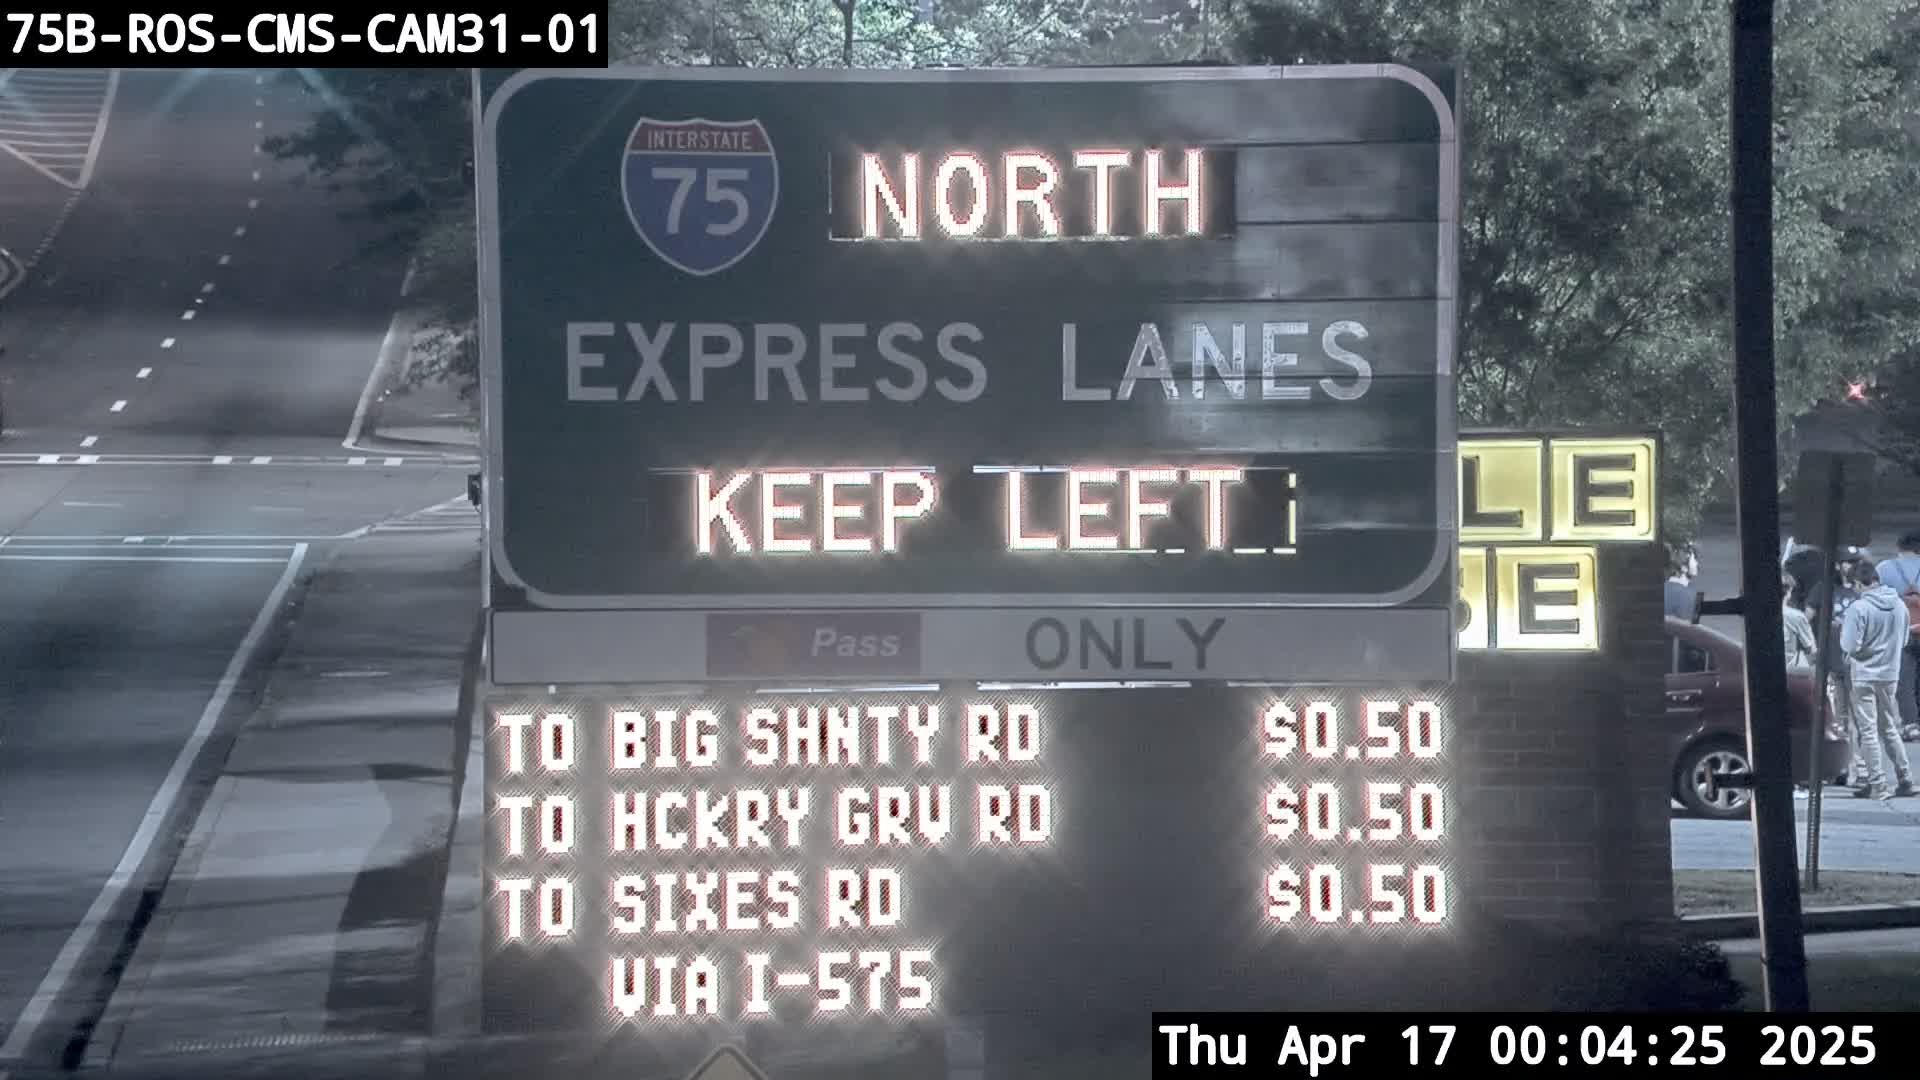 75B-ROS-CMS-CAM31-01
INTERSTATE
75
NORTH
EXPRESS LANES
KEEP LEFT
Pass ONLY
TO BIG SHNTY RD $0.50
TO HCKRY GRV RD $0.50
TO SIXES RD $0.50
VIA I-575
LE
E
Thu Apr 17 00:04:25 2025